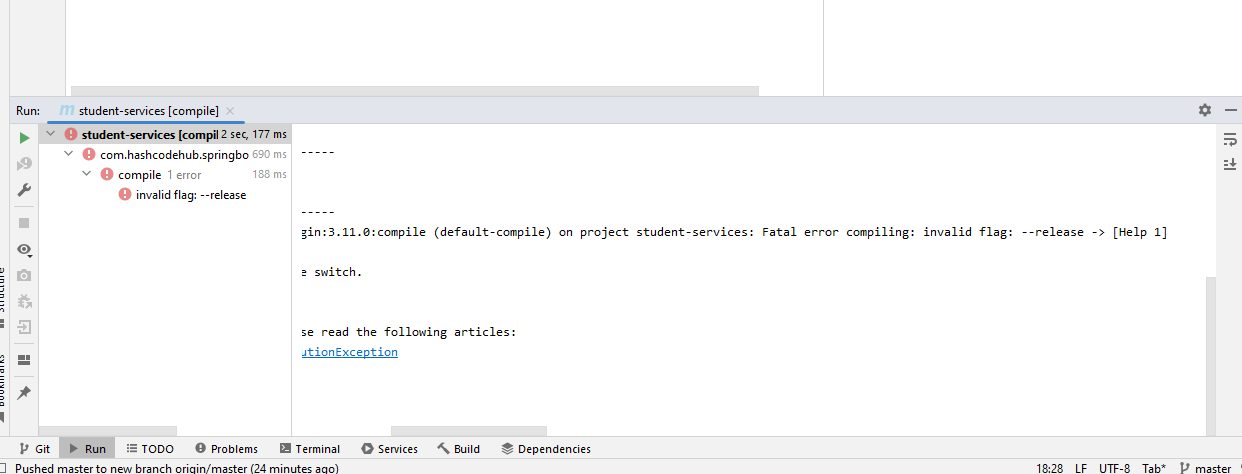 Run: student-services [compile]
student-services [compil 2 sec, 177 ms
com.hashcodehub.springbo 690 ms
compile 1 error 188 ms
invalid flag: --release
-----
-----
gin:3.11.0:compile (default-compile) on project student-services: Fatal error compiling: invalid flag: --release -> [Help 1]
e switch.
se read the following articles:
utionException
Structure
Bookmarks
Git Run TODO Problems Terminal Services Build Dependencies
Pushed master to new branch origin/master (24 minutes ago) 18:28 LF UTF-8 Tab* master